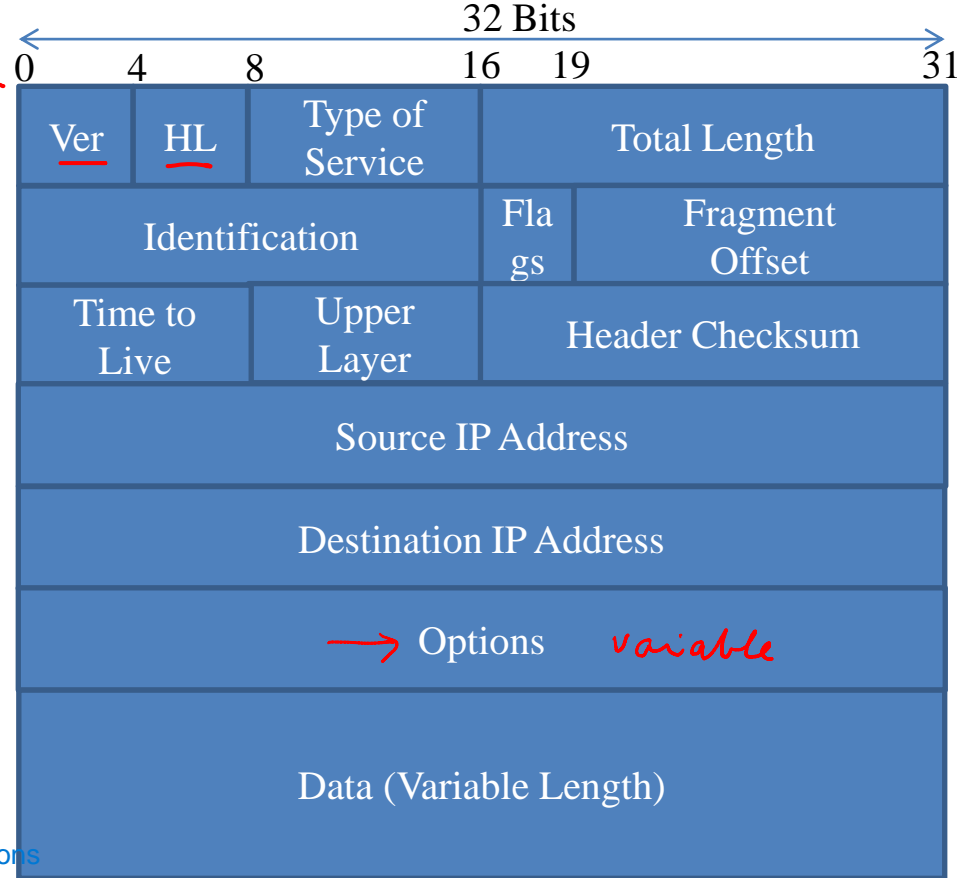 32 Bits
0 4 8 16 19 31
Ver HL Type of Service Total Length
Identification Fla gs Fragment Offset
Time to Live Upper Layer Header Checksum
Source IP Address
Destination IP Address
→ Options variable
Data (Variable Length)